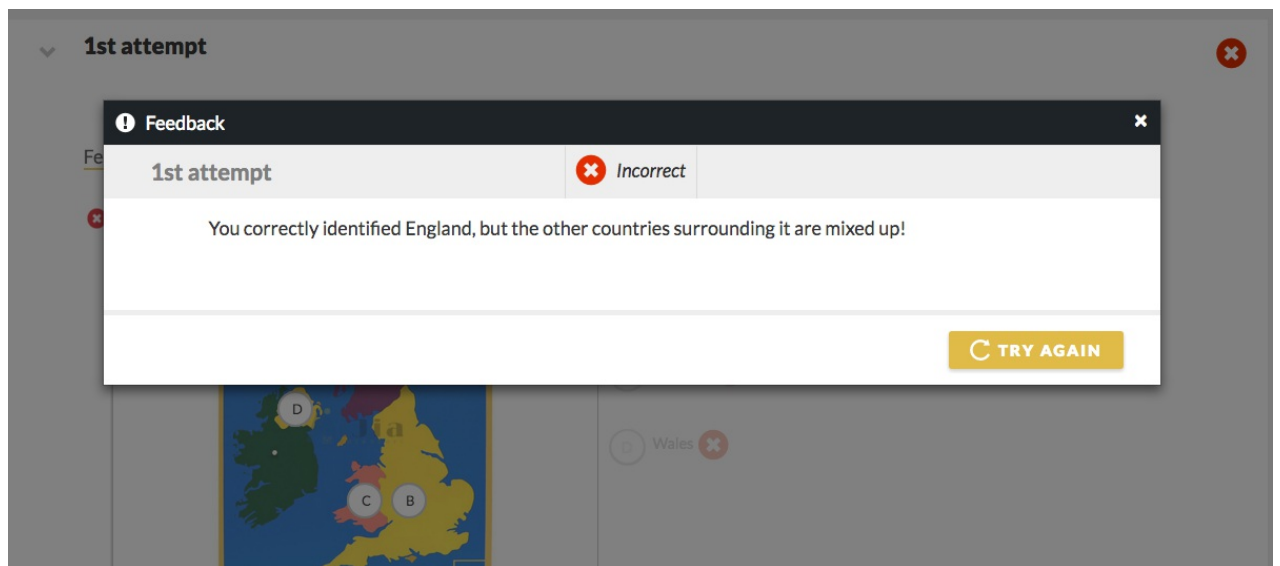 1st attempt
Feedback
Fe
1st attempt
Incorrect
You correctly identified England, but the other countries surrounding it are mixed up!
TRY AGAIN
D
Wales
C
B